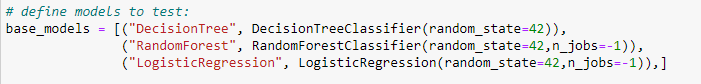 # define models to test:
base_models = [("DecisionTree", DecisionTreeClassifier(random_state=42)),
("RandomForest", RandomForestClassifier(random_state=42,n_jobs=-1)),
("LogisticRegression", LogisticRegression(random_state=42,n_jobs=-1)),]